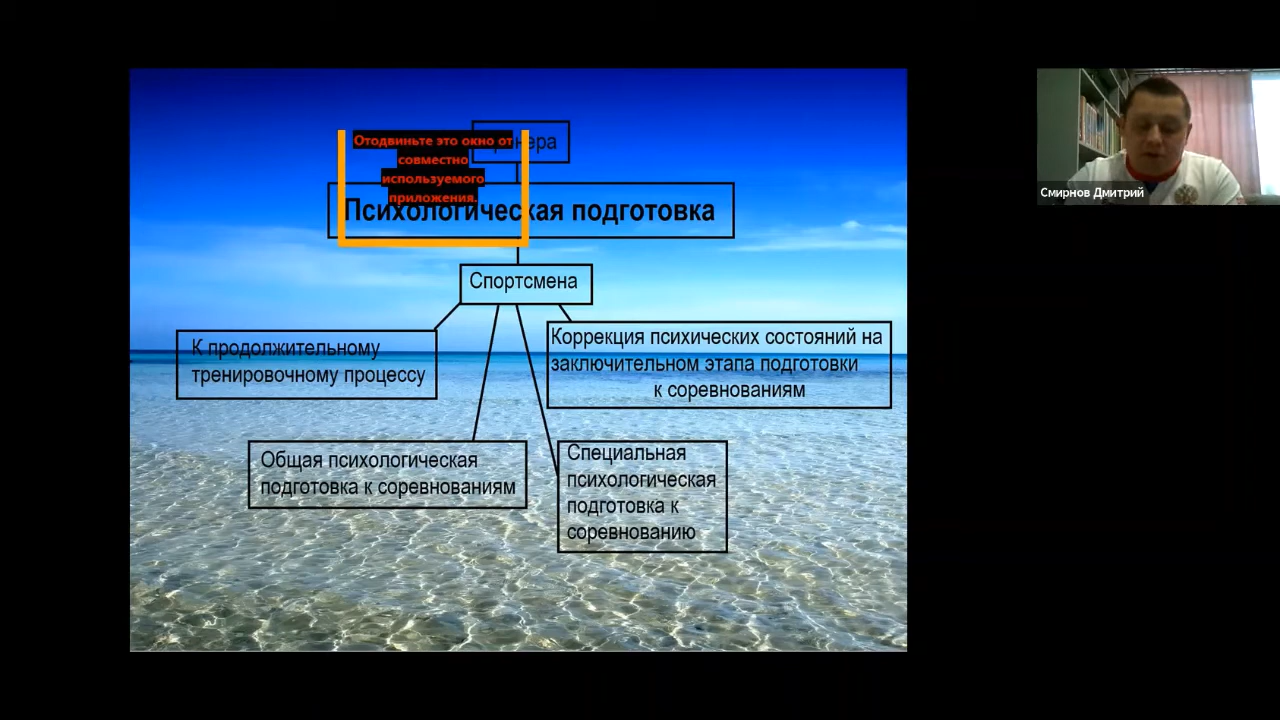 Отодвиньте это окно от
совместно
используемого
приложения.
Психологическая подготовка
Спортсмена
К продолжительному
тренировочному процессу
Коррекция психических состояний на
заключительном этапа подготовки
к соревнованиям
Общая психологическая
подготовка к соревнованиям
Специальная
психологическая
подготовка к
соревнованию
Смирнов Дмитрий